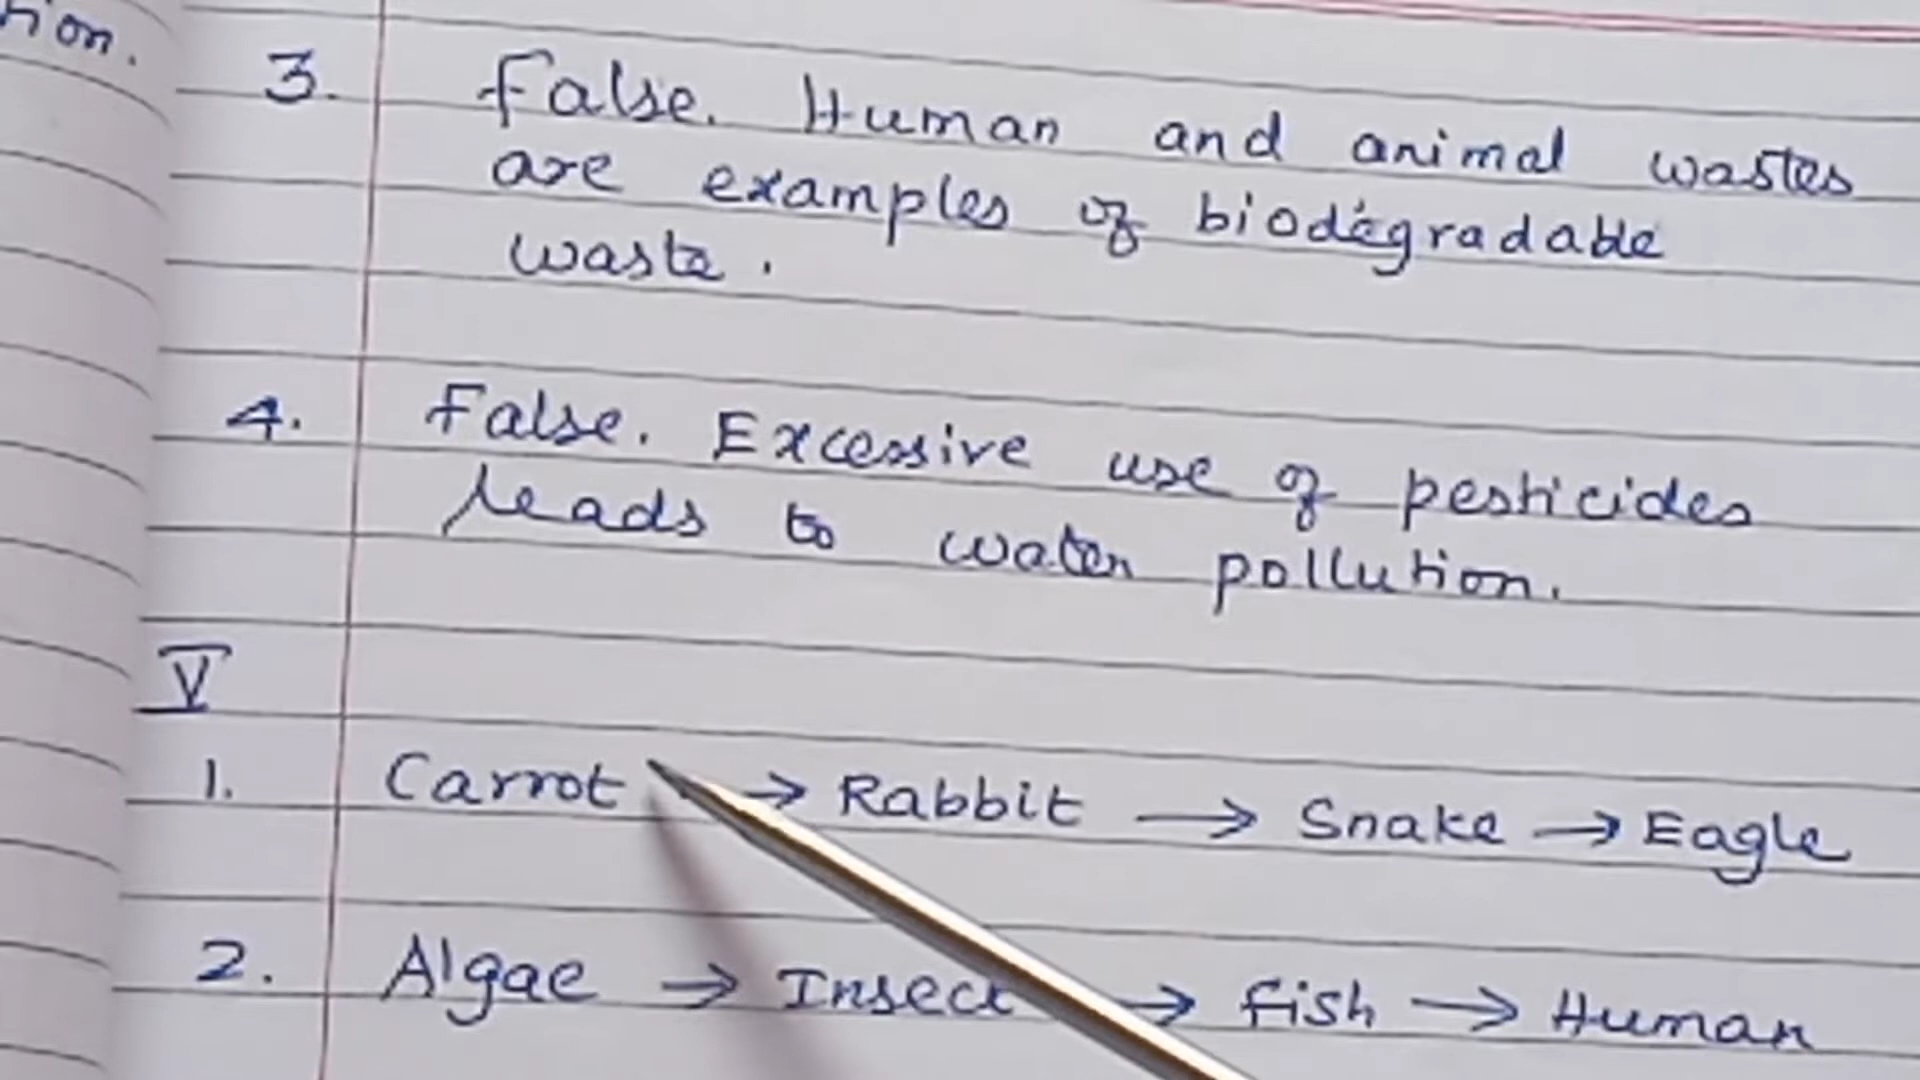 tion.
3. False. Human and animal wastes
are examples of biodegradable
waste.
4. False. Excessive use of pesticides
leads to water pollution.
V
1. Carrot → Rabbit → Snake → Eagle
2. Algae → Insect → Fish → Human